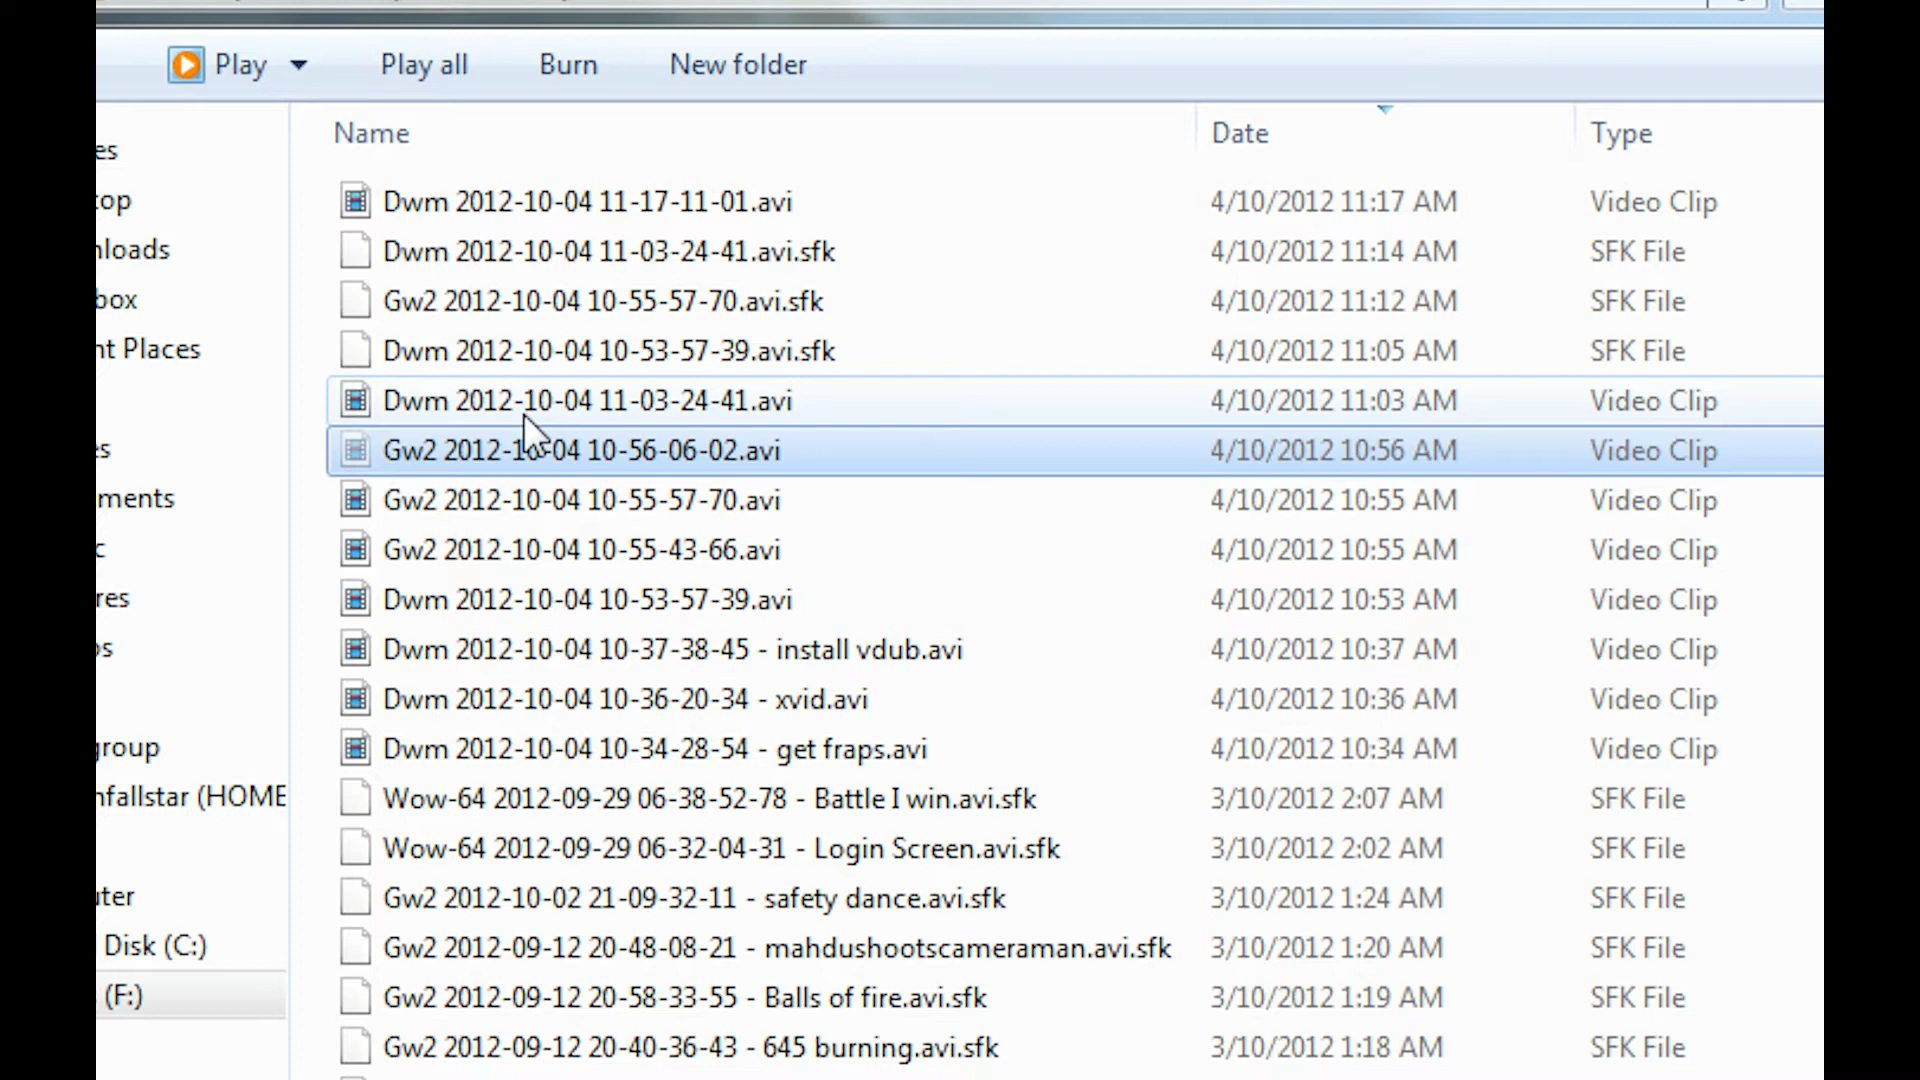 Play Play all Burn New folder
Name Date Type
es
top
nloads
box
nt Places
s
ments
c
res
os
group
nfallstar (HOME
uter
Disk (C:)
(F:)
Dwm 2012-10-04 11-17-11-01.avi 4/10/2012 11:17 AM Video Clip
Dwm 2012-10-04 11-03-24-41.avi.sfk 4/10/2012 11:14 AM SFK File
Gw2 2012-10-04 10-55-57-70.avi.sfk 4/10/2012 11:12 AM SFK File
Dwm 2012-10-04 10-53-57-39.avi.sfk 4/10/2012 11:05 AM SFK File
Dwm 2012-10-04 11-03-24-41.avi 4/10/2012 11:03 AM Video Clip
Gw2 2012-10-04 10-56-06-02.avi 4/10/2012 10:56 AM Video Clip
Gw2 2012-10-04 10-55-57-70.avi 4/10/2012 10:55 AM Video Clip
Gw2 2012-10-04 10-55-43-66.avi 4/10/2012 10:55 AM Video Clip
Dwm 2012-10-04 10-53-57-39.avi 4/10/2012 10:53 AM Video Clip
Dwm 2012-10-04 10-37-38-45 - install vdub.avi 4/10/2012 10:37 AM Video Clip
Dwm 2012-10-04 10-36-20-34 - xvid.avi 4/10/2012 10:36 AM Video Clip
Dwm 2012-10-04 10-34-28-54 - get fraps.avi 4/10/2012 10:34 AM Video Clip
Wow-64 2012-09-29 06-38-52-78 - Battle I win.avi.sfk 3/10/2012 2:07 AM SFK File
Wow-64 2012-09-29 06-32-04-31 - Login Screen.avi.sfk 3/10/2012 2:02 AM SFK File
Gw2 2012-10-02 21-09-32-11 - safety dance.avi.sfk 3/10/2012 1:24 AM SFK File
Gw2 2012-09-12 20-48-08-21 - mahdushootscameraman.avi.sfk 3/10/2012 1:20 AM SFK File
Gw2 2012-09-12 20-58-33-55 - Balls of fire.avi.sfk 3/10/2012 1:19 AM SFK File
Gw2 2012-09-12 20-40-36-43 - 645 burning.avi.sfk 3/10/2012 1:18 AM SFK File